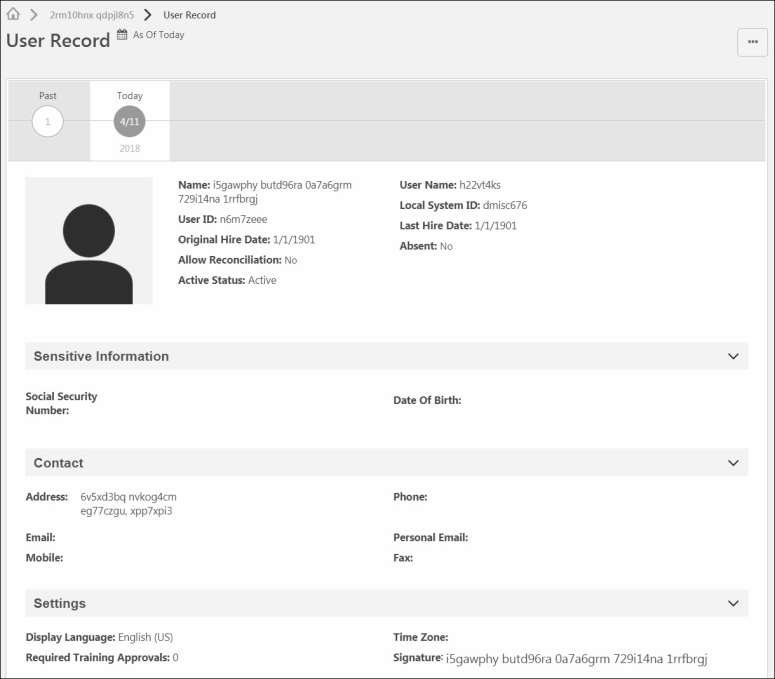 2rm10hnx qdpjl8n5 User Record
User Record As Of Today
Past Today
1 4/11
2018
Name: i5gawphy butd96ra 0a7a6grm User Name: h22vt4ks
729i14na 1rrfbrgj Local System ID: dmisc676
User ID: n6m7zeee Last Hire Date: 1/1/1901
Original Hire Date: 1/1/1901 Absent: No
Allow Reconciliation: No
Active Status: Active
Sensitive Information
Social Security
Number: Date Of Birth:
Contact
Address: 6v5xd3bq nvkog4cm Phone:
eg77czgu, xpp7xpi3
Email: Personal Email:
Mobile: Fax:
Settings
Display Language: English (US) Time Zone:
Required Training Approvals: 0 Signature: i5gawphy butd96ra 0a7a6grm 729i14na 1rrfbrgj